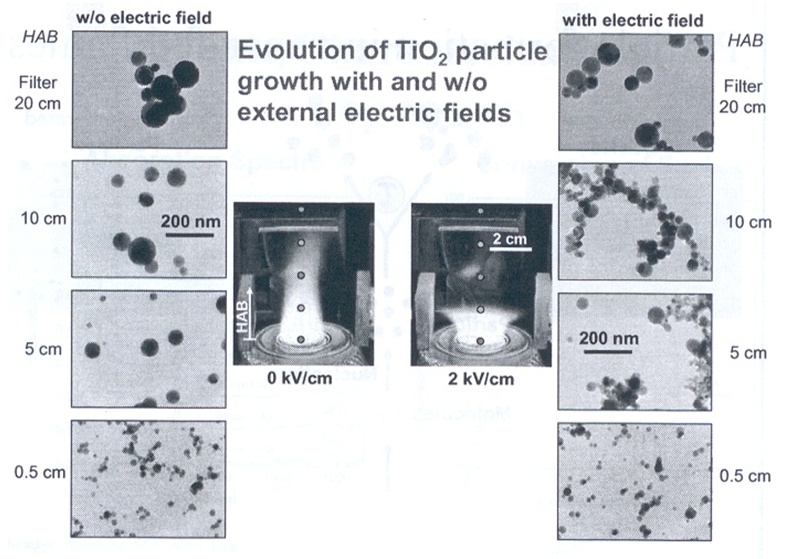 w/o electric field
HAB
Filter
20 cm
10 cm
200 nm
5 cm
0.5 cm
Evolution of TiO₂ particle
growth with and w/o
external electric fields
HAB
0 kV/cm
2 cm
2 kV/cm
with electric field
HAB
Filter
20 cm
10 cm
200 nm
5 cm
0.5 cm